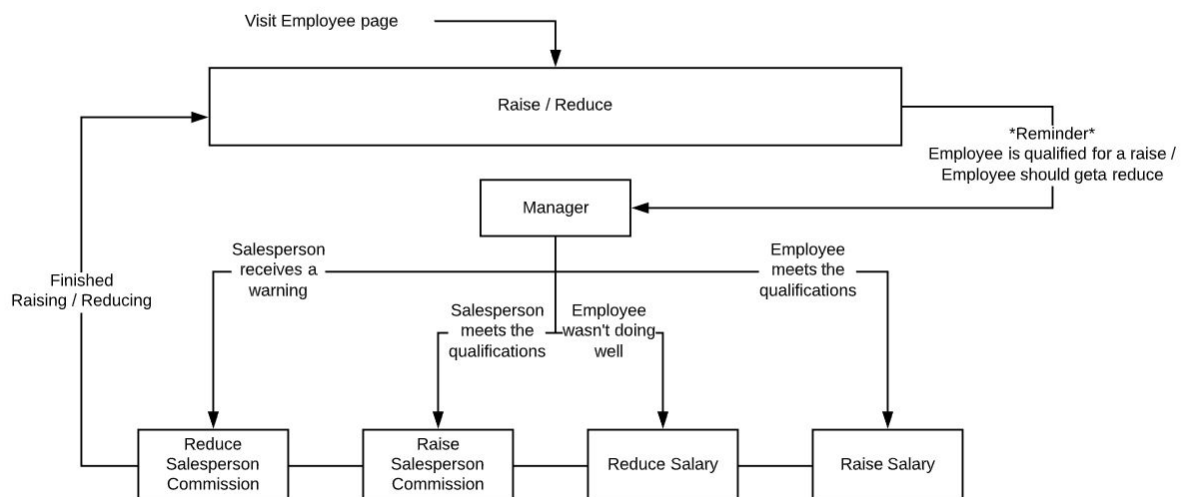 Visit Employee page
Raise / Reduce
*Reminder*
Employee is qualified for a raise /
Employee should geta reduce
Manager
Salesperson
receives a
warning
Employee
meets the
qualifications
Finished
Raising / Reducing
Salesperson
meets the
qualifications
Employee
wasn't doing
well
Reduce
Salesperson
Commission
Raise
Salesperson
Commission
Reduce Salary
Raise Salary